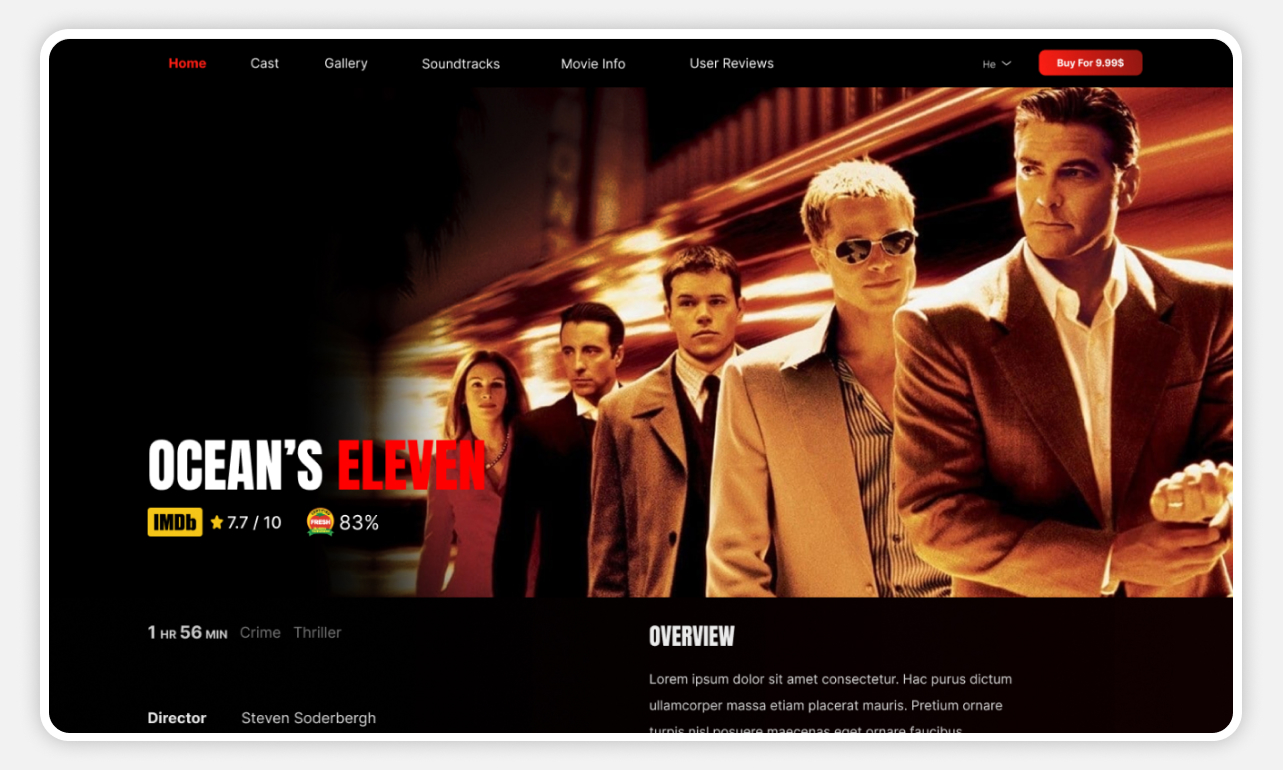 Home Cast Gallery Soundtracks Movie Info User Reviews He Buy For 9.99$
OCEAN’S ELEVEN
IMDb 7.7 / 10 FRESH 83%
1 HR 56 MIN Crime Thriller
Director Steven Soderbergh
OVERVIEW
Lorem ipsum dolor sit amet consectetur. Hac purus dictum
ullamcorper massa etiam placerat mauris. Pretium ornare
turpis nisl posuere maecenas eget ornare faucibus